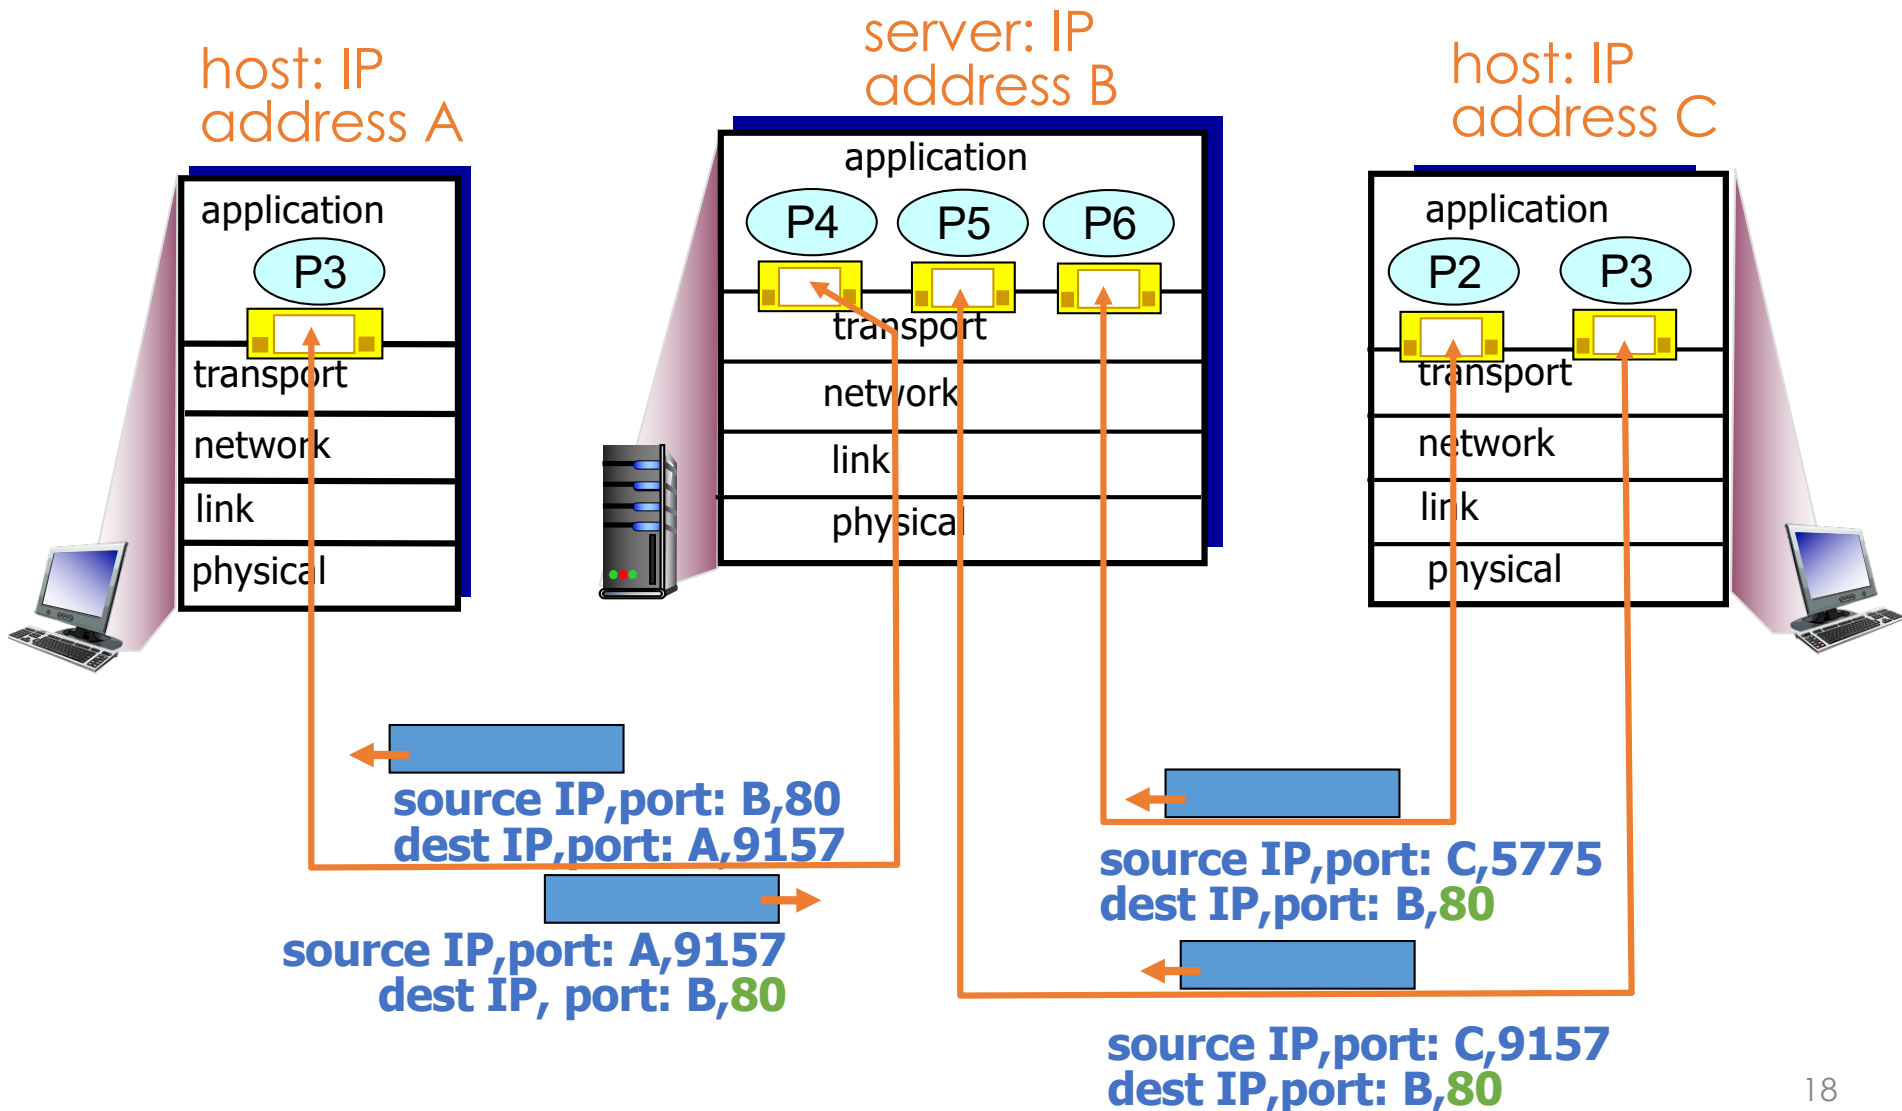 host: IP
address A
server: IP
address B
host: IP
address C
application
P3
transport
network
link
physical
application
P4
P5
P6
transport
network
link
physical
application
P2
P3
transport
network
link
physical
source IP,port: B,80
dest IP,port: A,9157
source IP,port: A,9157
dest IP, port: B,80
source IP,port: C,5775
dest IP,port: B,80
source IP,port: C,9157
dest IP,port: B,80
18